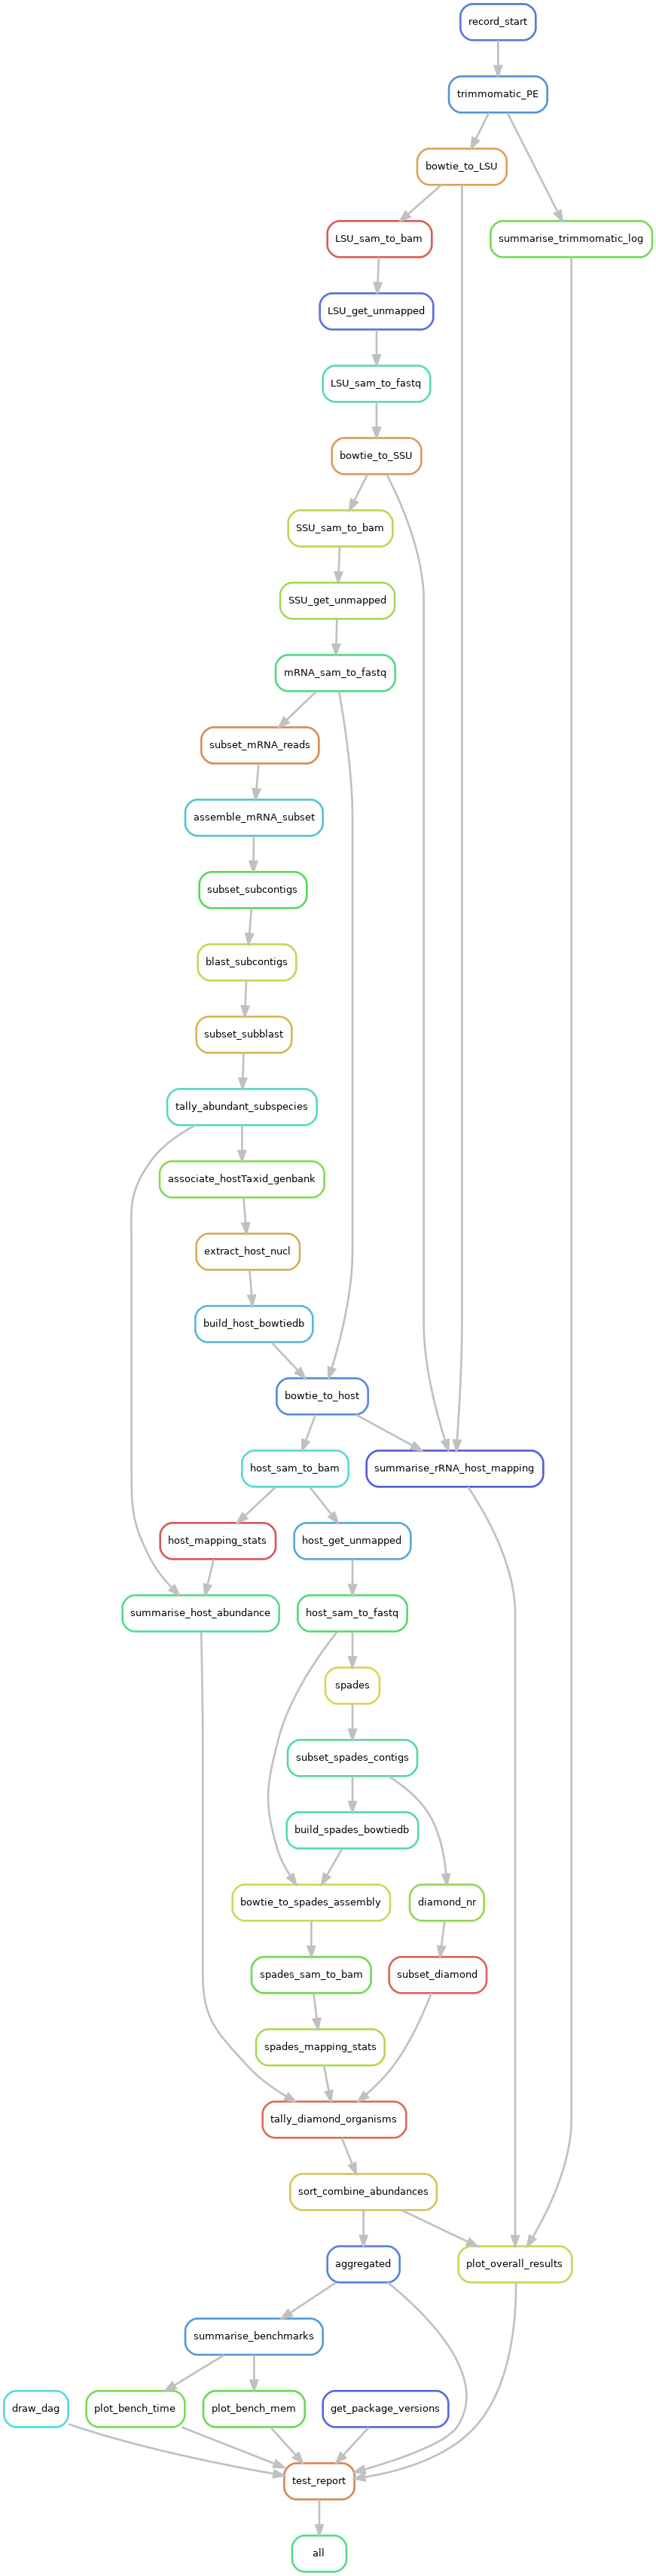 record_start
trimmomatic_PE
bowtie_to_LSU
LSU_sam_to_bam
summarise_trimmomatic_log
LSU_get_unmapped
LSU_sam_to_fastq
bowtie_to_SSU
SSU_sam_to_bam
SSU_get_unmapped
mRNA_sam_to_fastq
subset_mRNA_reads
assemble_mRNA_subset
subset_subcontigs
blast_subcontigs
subset_subblast
tally_abundant_subspecies
associate_hostTaxid_genbank
extract_host_nucl
build_host_bowtiedb
bowtie_to_host
host_sam_to_bam
summarise_rRNA_host_mapping
host_mapping_stats
host_get_unmapped
summarise_host_abundance
host_sam_to_fastq
spades
subset_spades_contigs
build_spades_bowtiedb
bowtie_to_spades_assembly
diamond_nr
spades_sam_to_bam
subset_diamond
spades_mapping_stats
tally_diamond_organisms
sort_combine_abundances
aggregated
plot_overall_results
summarise_benchmarks
draw_dag
plot_bench_time
plot_bench_mem
get_package_versions
test_report
all